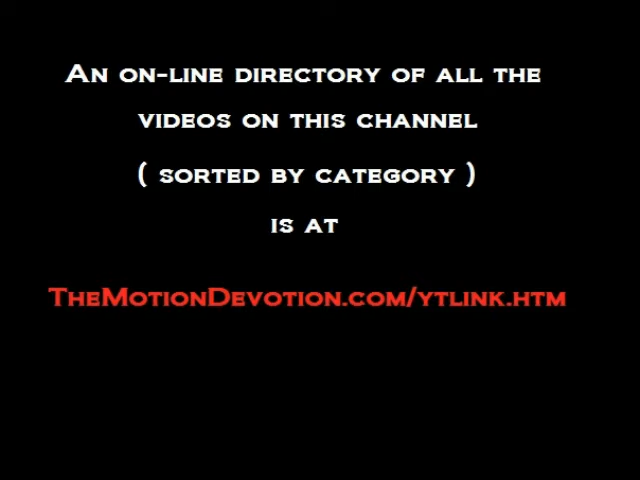 An on-line directory of all the
videos on this channel
( sorted by category )
is at
TheMotionDevotion.com/ytlink.htm